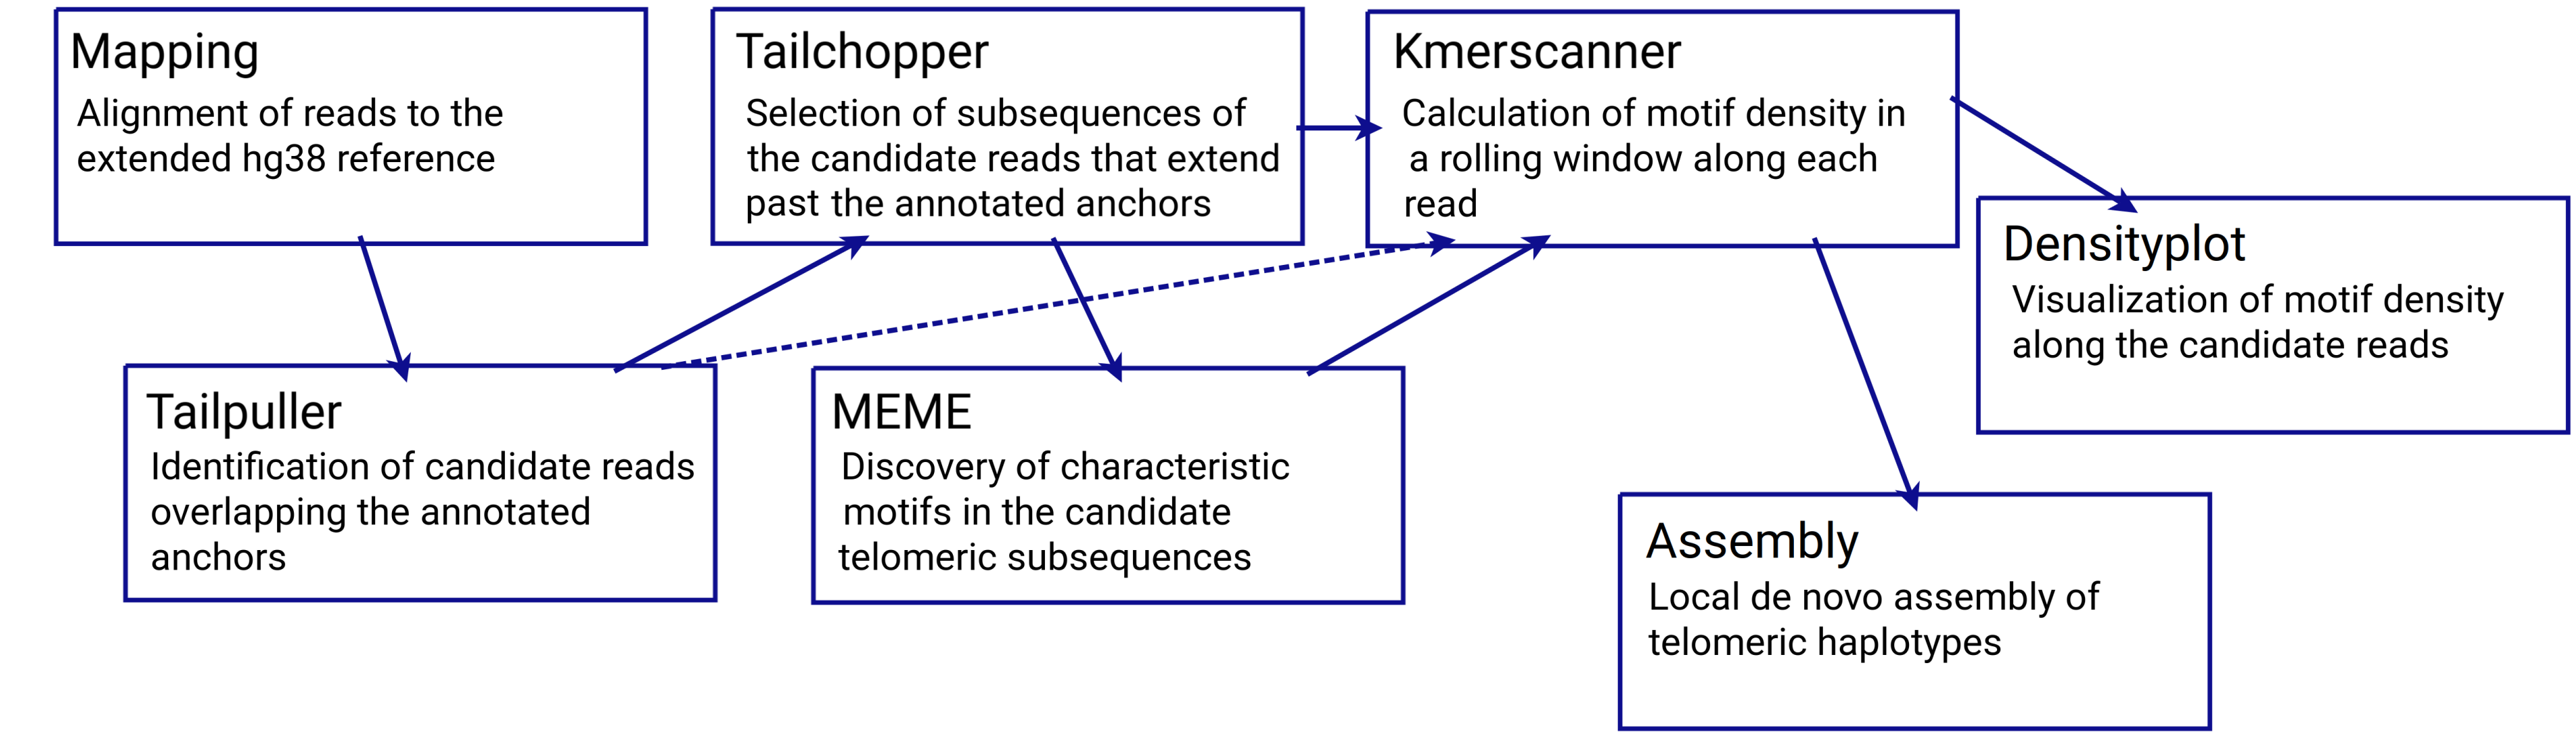 Mapping
Alignment of reads to the
extended hg38 reference
Tailchopper
Selection of subsequences of
the candidate reads that extend
past the annotated anchors
Kmerscanner
Calculation of motif density in
a rolling window along each
read
Densityplot
Visualization of motif density
along the candidate reads
Tailpuller
Identification of candidate reads
overlapping the annotated
anchors
MEME
Discovery of characteristic
motifs in the candidate
telomeric subsequences
Assembly
Local de novo assembly of
telomeric haplotypes